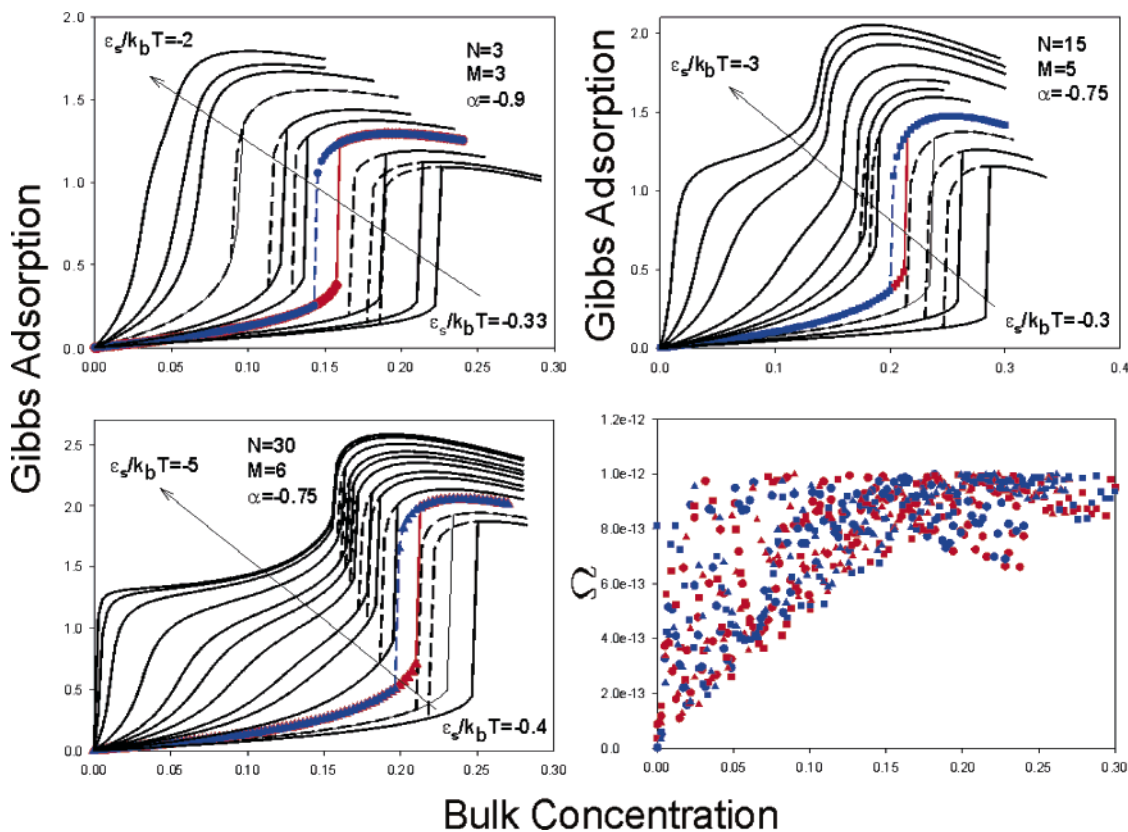 Gibbs Adsorption
2.0
1.5
1.0
0.5
0.0
εs/kbT=-2
N=3
M=3
α=-0.9
εs/kbT=-0.33
0.00 0.05 0.10 0.15 0.20 0.25 0.30
Gibbs Adsorption
2.0
1.5
1.0
0.5
0.0
εs/kbT=-3
N=15
M=5
α=-0.75
εs/kbT=-0.3
0.0 0.1 0.2 0.3 0.4
2.5
2.0
1.5
1.0
0.5
0.0
εs/kbT=-5
N=30
M=6
α=-0.75
εs/kbT=-0.4
0.00 0.05 0.10 0.15 0.20 0.25 0.30
Ω
1.2e-12
1.0e-12
8.0e-13
6.0e-13
4.0e-13
2.0e-13
0.0
0.00 0.05 0.10 0.15 0.20 0.25 0.30
Bulk Concentration